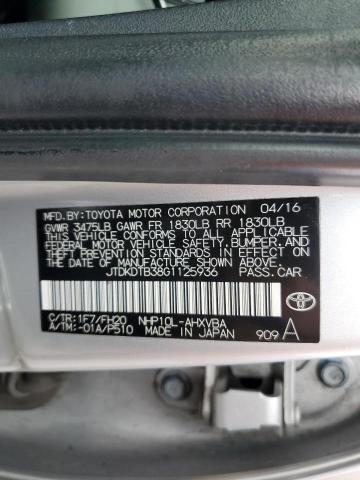 MFD. BY: TOYOTA MOTOR CORPORATION 04/16
GVWR 3475LB GAWR FR 1830LB RR 1830LB
THIS VEHICLE CONFORMS TO ALL APPLICABLE
FEDERAL MOTOR VEHICLE SAFETY, BUMPER, AND
THEFT PREVENTION STANDARDS IN EFFECT ON
THE DATE OF MANUFACTURE SHOWN ABOVE.
JTDKDTB38G1125936 PASS.CAR
C/TR:1F7/FH20 NHP10L-AHXVBA
A/TM:-01A/P510 MADE IN JAPAN 909 A